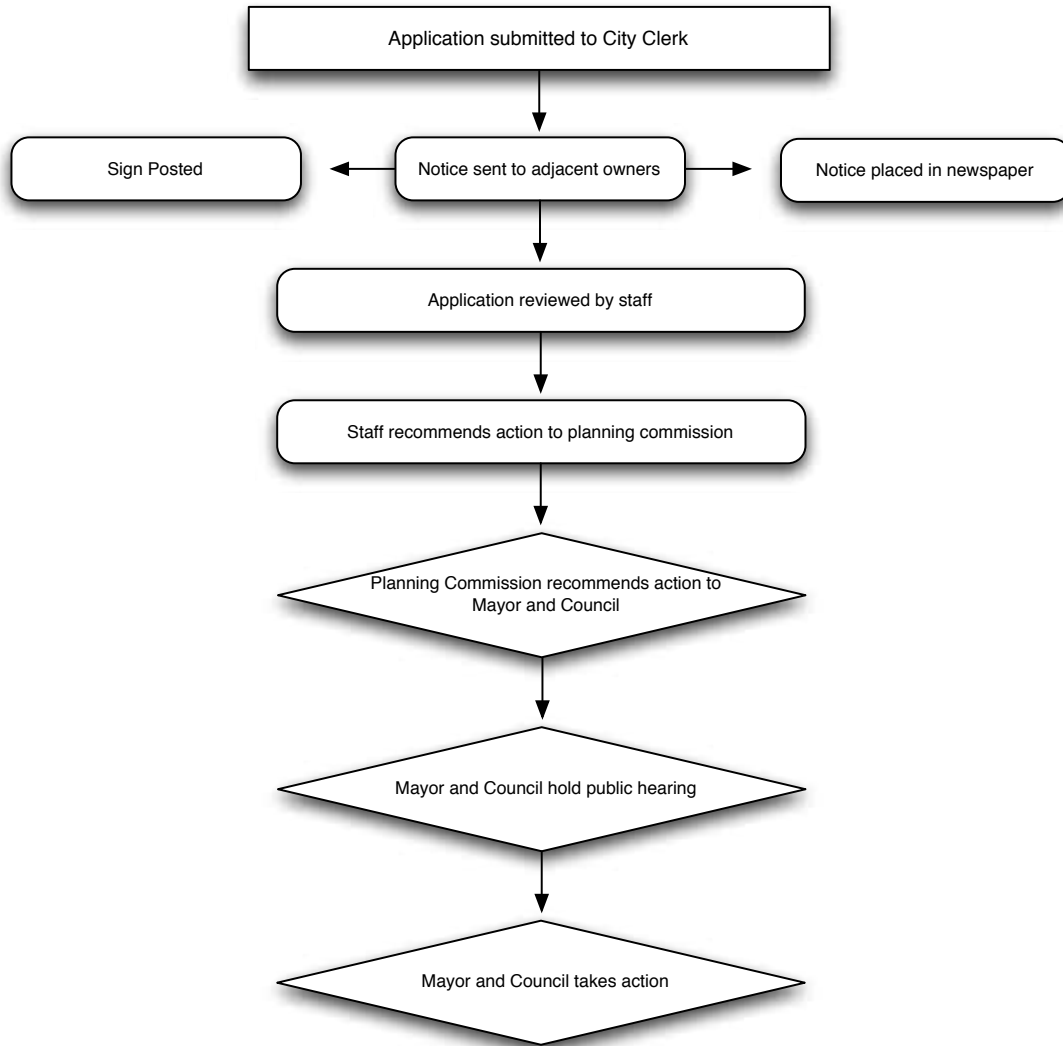 Application submitted to City Clerk
Sign Posted
Notice sent to adjacent owners
Notice placed in newspaper
Application reviewed by staff
Staff recommends action to planning commission
Planning Commission recommends action to
Mayor and Council
Mayor and Council hold public hearing
Mayor and Council takes action